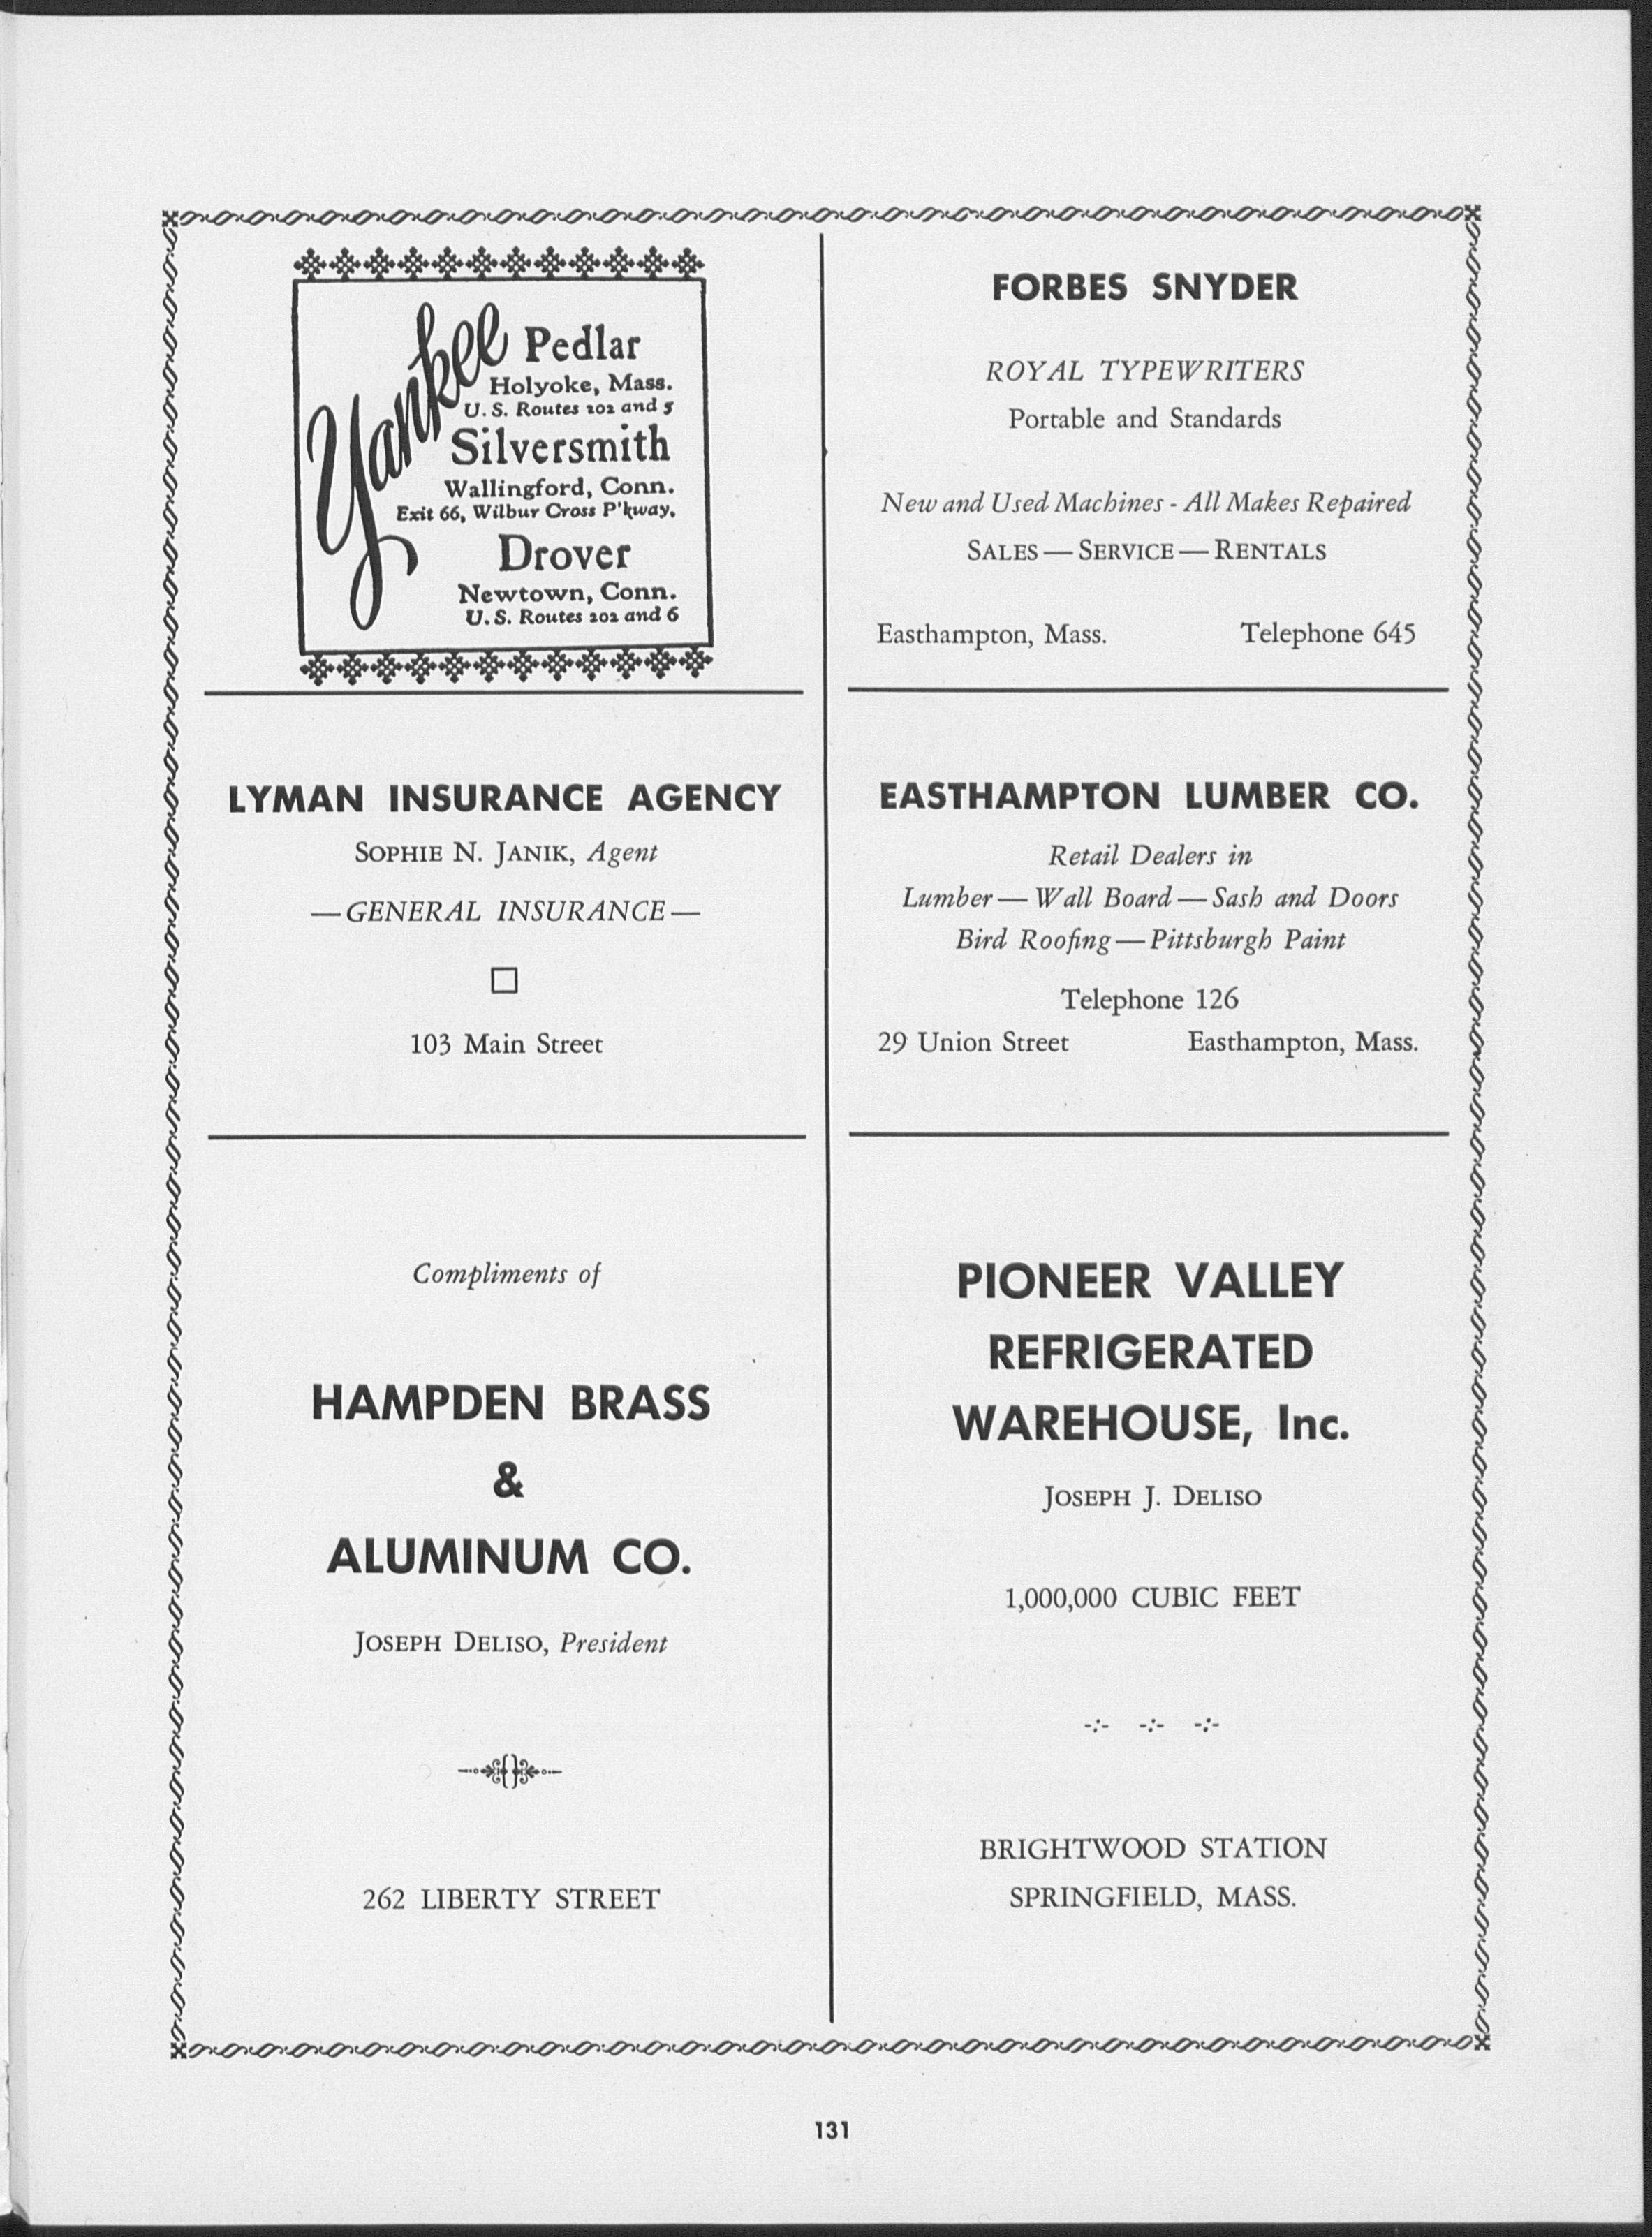 Yankee
Pedlar
Holyoke, Mass.
U.S. Routes 202 and 5
Silversmith
Wallingford, Conn.
Exit 66, Wilbur Cross P'kway.
Drover
Newtown, Conn.
U.S. Routes 202 and 6
FORBES SNYDER
ROYAL TYPEWRITERS
Portable and Standards
New and Used Machines - All Makes Repaired
SALES — SERVICE — RENTALS
Easthampton, Mass. Telephone 645
LYMAN INSURANCE AGENCY
SOPHIE N. JANIK, Agent
— GENERAL INSURANCE —
103 Main Street
EASTHAMPTON LUMBER CO.
Retail Dealers in
Lumber — Wall Board — Sash and Doors
Bird Roofing — Pittsburgh Paint
Telephone 126
29 Union Street Easthampton, Mass.
Compliments of
HAMPDEN BRASS
&
ALUMINUM CO.
JOSEPH DELISO, President
262 LIBERTY STREET
PIONEER VALLEY
REFRIGERATED
WAREHOUSE, Inc.
JOSEPH J. DELISO
1,000,000 CUBIC FEET
-:- -:- -:-
BRIGHTWOOD STATION
SPRINGFIELD, MASS.
131